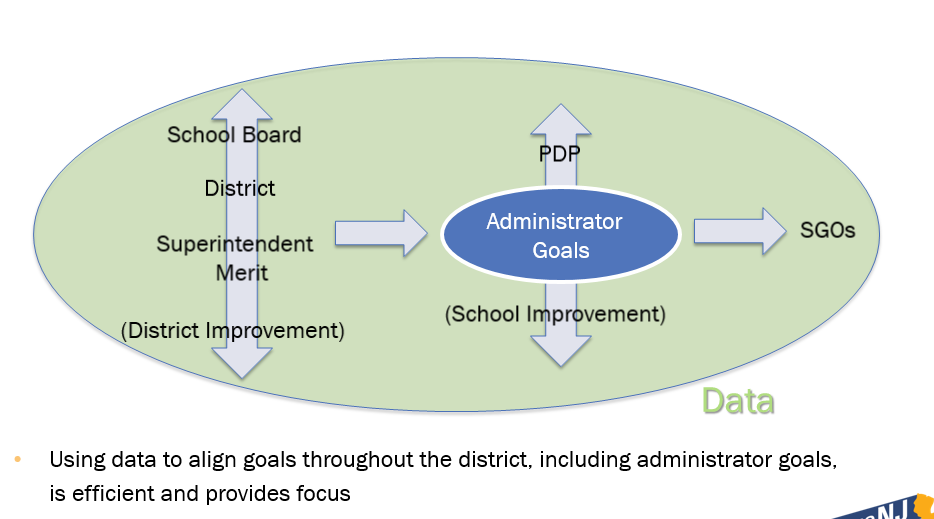 School Board
District
Superintendent
Merit
(District Improvement)
PDP
Administrator
Goals
(School Improvement)
SGOs
Data
• Using data to align goals throughout the district, including administrator goals,
is efficient and provides focus
NJ